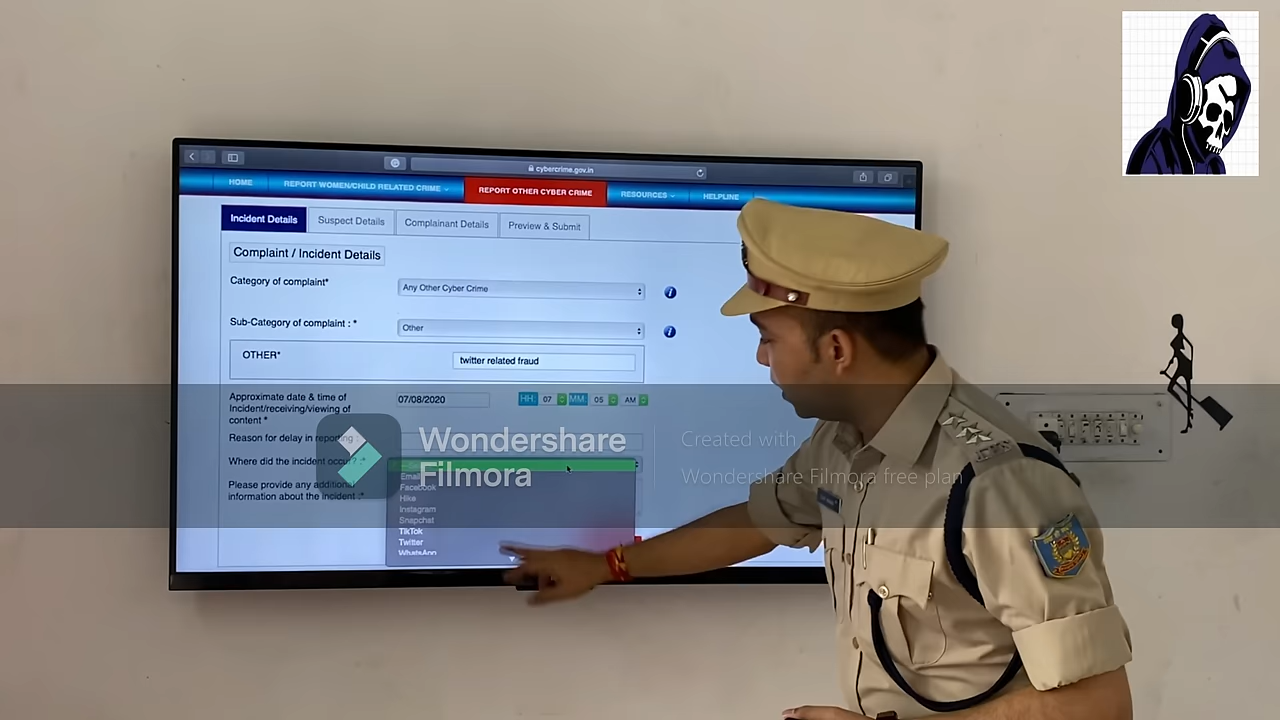 cybercrime.gov.in
HOME REPORT WOMEN/CHILD RELATED CRIME REPORT OTHER CYBER CRIME RESOURCES HELPLINE
Incident Details Suspect Details Complainant Details Preview & Submit
Complaint / Incident Details
Category of complaint* Any Other Cyber Crime
Sub-Category of complaint : * Other
OTHER* twitter related fraud
Approximate date & time of 07/08/2020 HH: 07 MM: 05 AM
Incident/receiving/viewing of
content *
Reason for delay in reporting
Where did the incident occur? :*
Please provide any additional
information about the incident :*
Email
Facebook
Hike
Instagram
Snapchat
TikTok
Twitter
WhatsApp
Wondershare
Filmora
Created with
Wondershare Filmora free plan